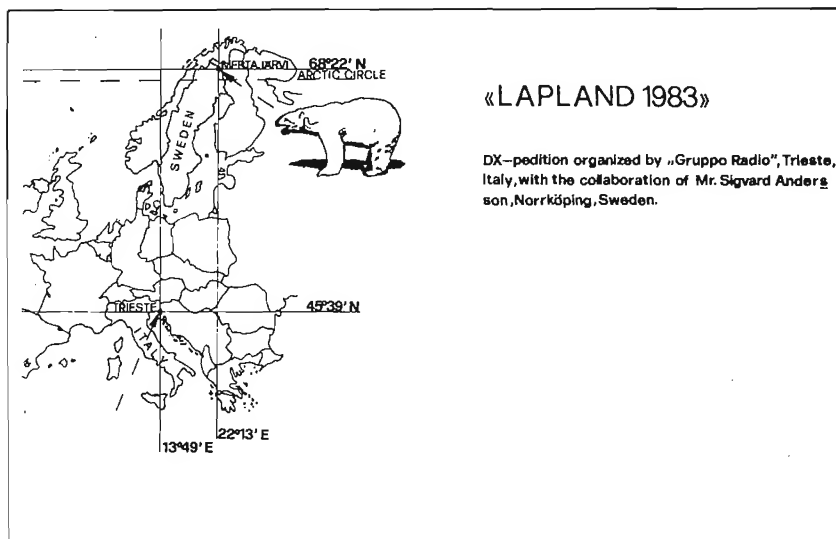 MERTAJÄRVI 68°22' N
ARCTIC CIRCLE
SWEDEN
«LAPLAND 1983»
DX-pedition organized by „Gruppo Radio", Trieste,
Italy, with the collaboration of Mr. Sigvard Anders
son, Norrköping, Sweden.
TRIESTE 45°39' N
ITALY
22°13' E
13°49' E